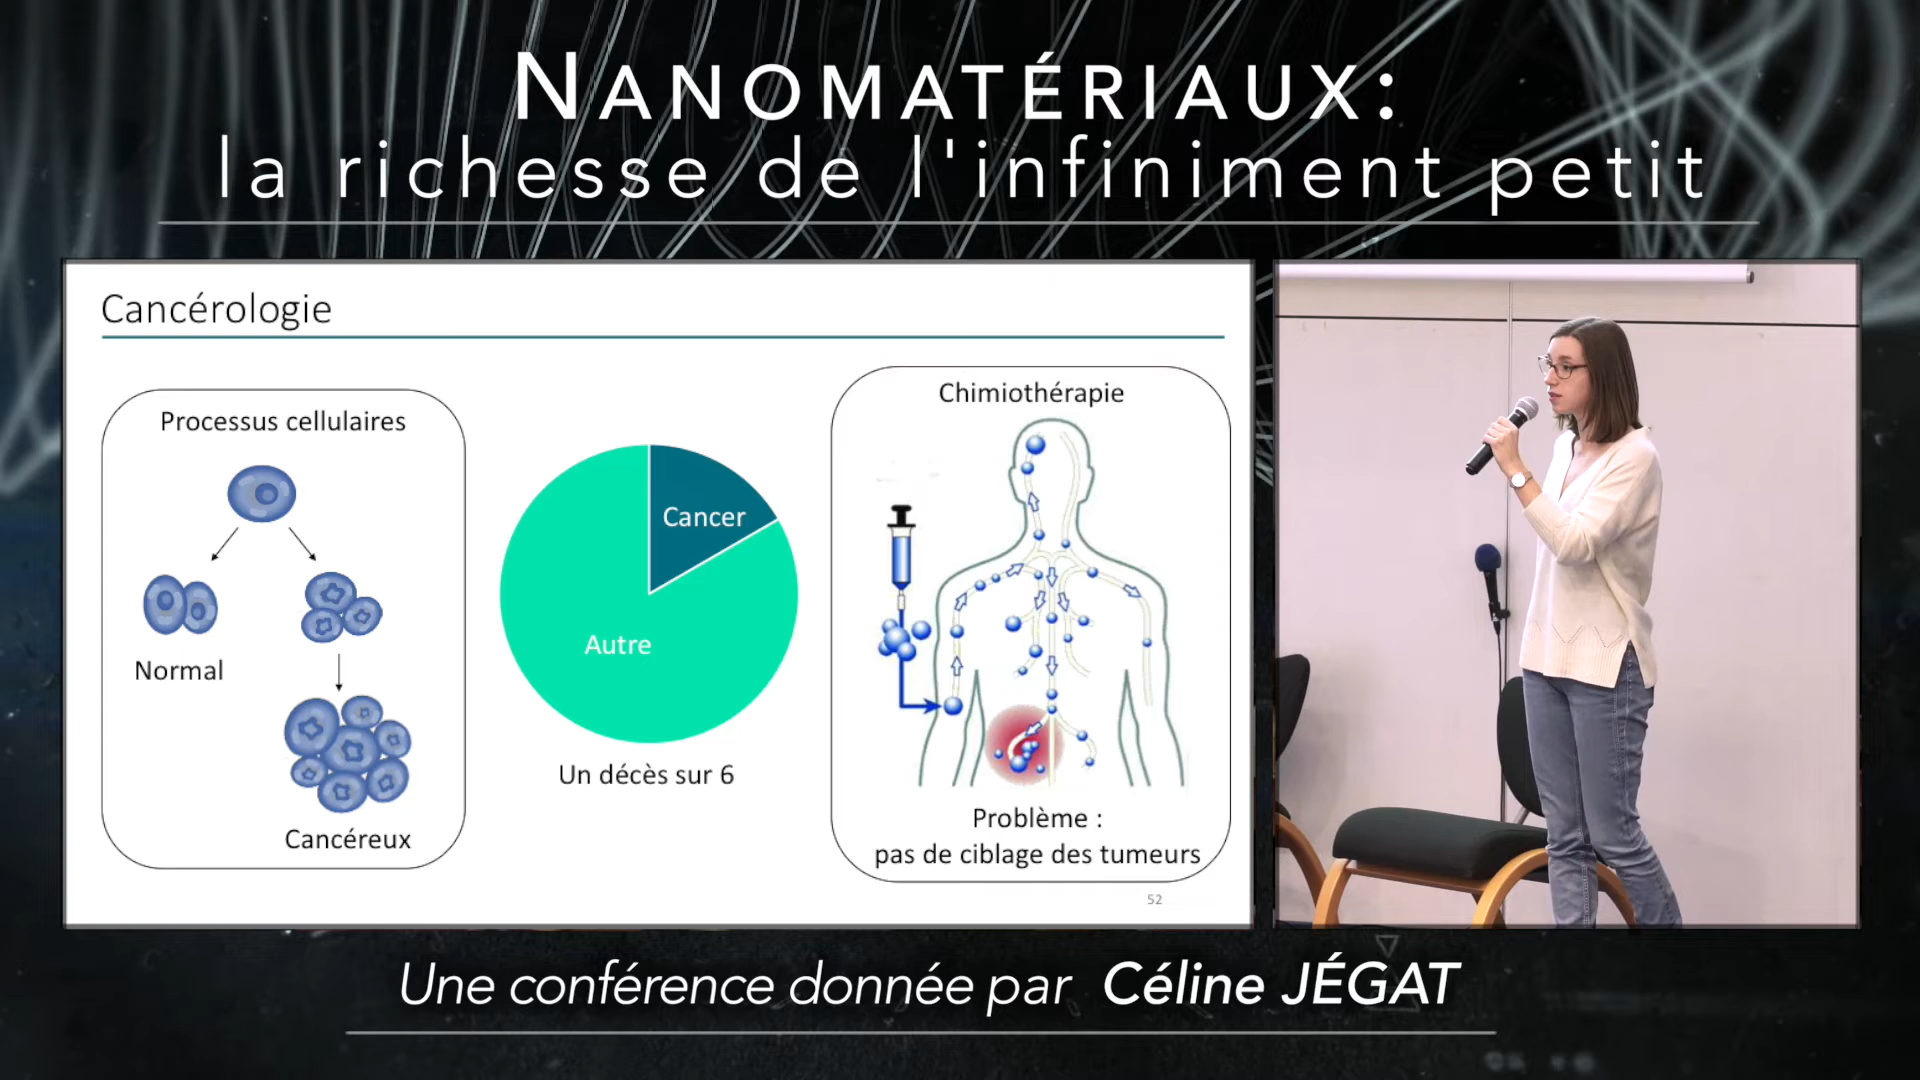 NANOMATÉRIAUX:
la richesse de l'infiniment petit
Cancérologie
Processus cellulaires
Normal
Cancéreux
Cancer
Autre
Un décès sur 6
Chimiothérapie
Problème :
pas de ciblage des tumeurs
52
Une conférence donnée par Céline JÉGAT